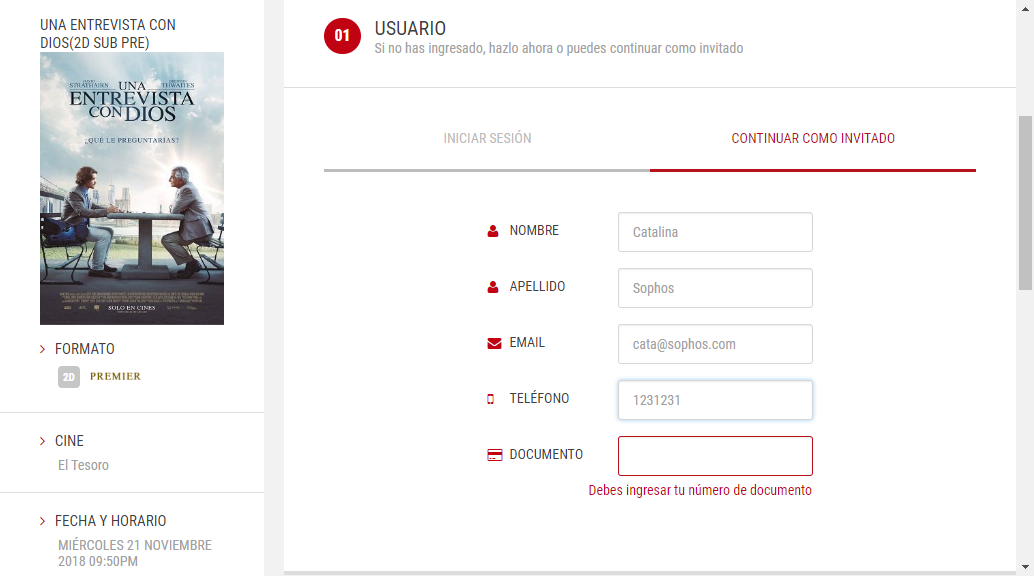 UNA ENTREVISTA CON
DIOS(2D SUB PRE)
STRATHAIRN
UNA
THWAITES
ENTREVISTA
CON DIOS
¿QUÉ LE PREGUNTARÍAS?
SOLO EN CINES
FORMATO
2D PREMIER
CINE
El Tesoro
FECHA Y HORARIO
MIÉRCOLES 21 NOVIEMBRE
2018 09:50PM
01 USUARIO
Si no has ingresado, hazlo ahora o puedes continuar como invitado
INICIAR SESIÓN CONTINUAR COMO INVITADO
NOMBRE Catalina
APELLIDO Sophos
EMAIL cata@sophos.com
TELÉFONO 1231231
DOCUMENTO
Debes ingresar tu número de documento